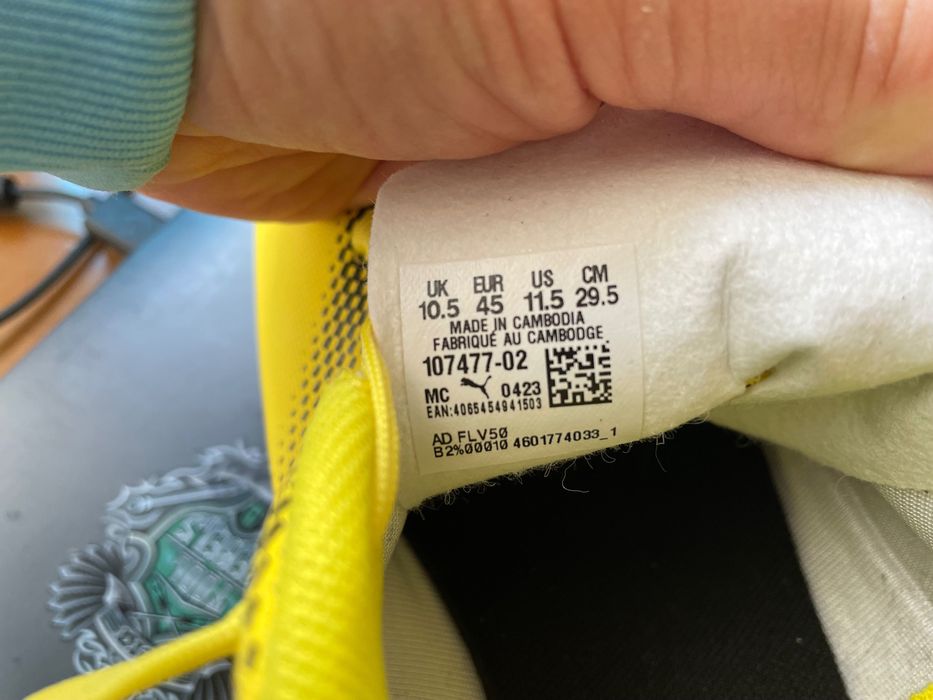 UK EUR US CM
10.5 45 11.5 29.5
MADE IN CAMBODIA
FABRIQUÉ AU CAMBODGE
107477-02
MC 0423
EAN:4065454941503
AD FLV50
B2%00010 4601774033_1